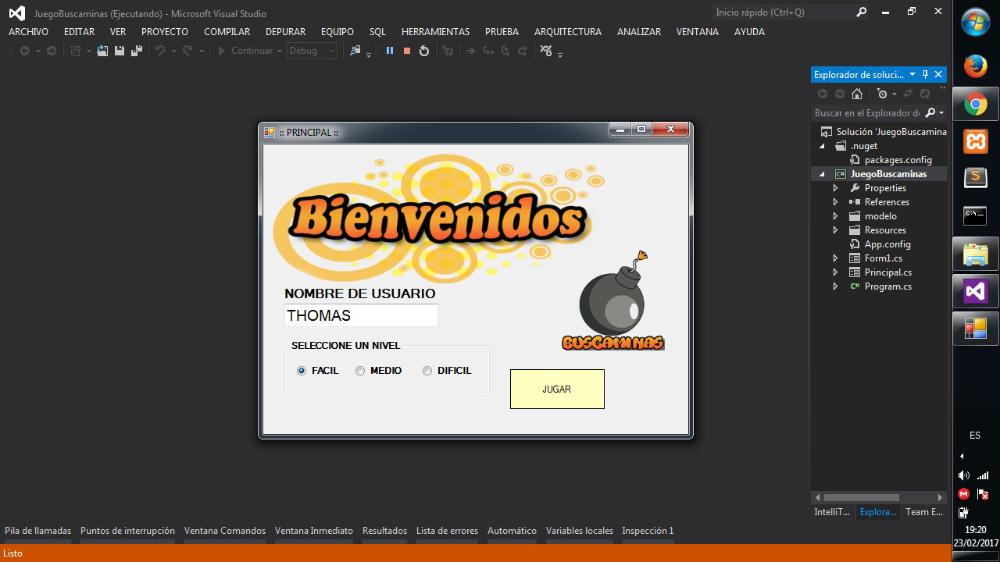 JuegoBuscaminas (Ejecutando) - Microsoft Visual Studio
Inicio rápido (Ctrl+Q)
ARCHIVO EDITAR VER PROYECTO COMPILAR DEPURAR EQUIPO SQL HERRAMIENTAS PRUEBA ARQUITECTURA ANALIZAR VENTANA AYUDA
Continuar Debug
Explorador de soluci...
Buscar en el Explorador de
Solución 'JuegoBuscamina
.nuget
packages.config
C# JuegoBuscaminas
Properties
References
modelo
Resources
App.config
Form1.cs
Principal.cs
C# Program.cs
IntelliT... Explora... Team E...
:: PRINCIPAL ::
Bienvenidos
NOMBRE DE USUARIO
THOMAS
BUSCAMINAS
SELECCIONE UN NIVEL
FACIL MEDIO DIFICIL
JUGAR
Pila de llamadas Puntos de interrupción Ventana Comandos Ventana Inmediato Resultados Lista de errores Automático Variables locales Inspección 1
Listo
C:\_
ES
19:20
23/02/2017